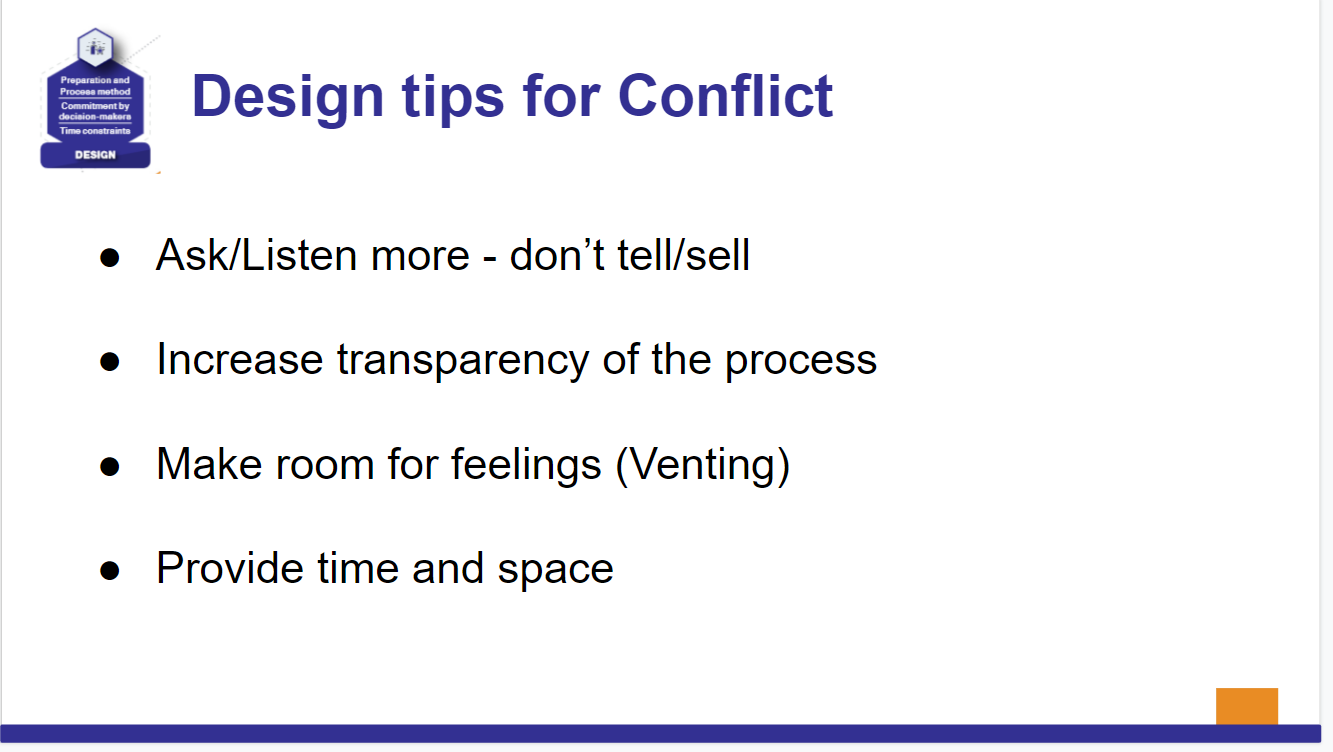 Preparation and
Process method
Commitment by
decision-makers
Time constraints
DESIGN
Design tips for Conflict
● Ask/Listen more - don’t tell/sell
● Increase transparency of the process
● Make room for feelings (Venting)
● Provide time and space